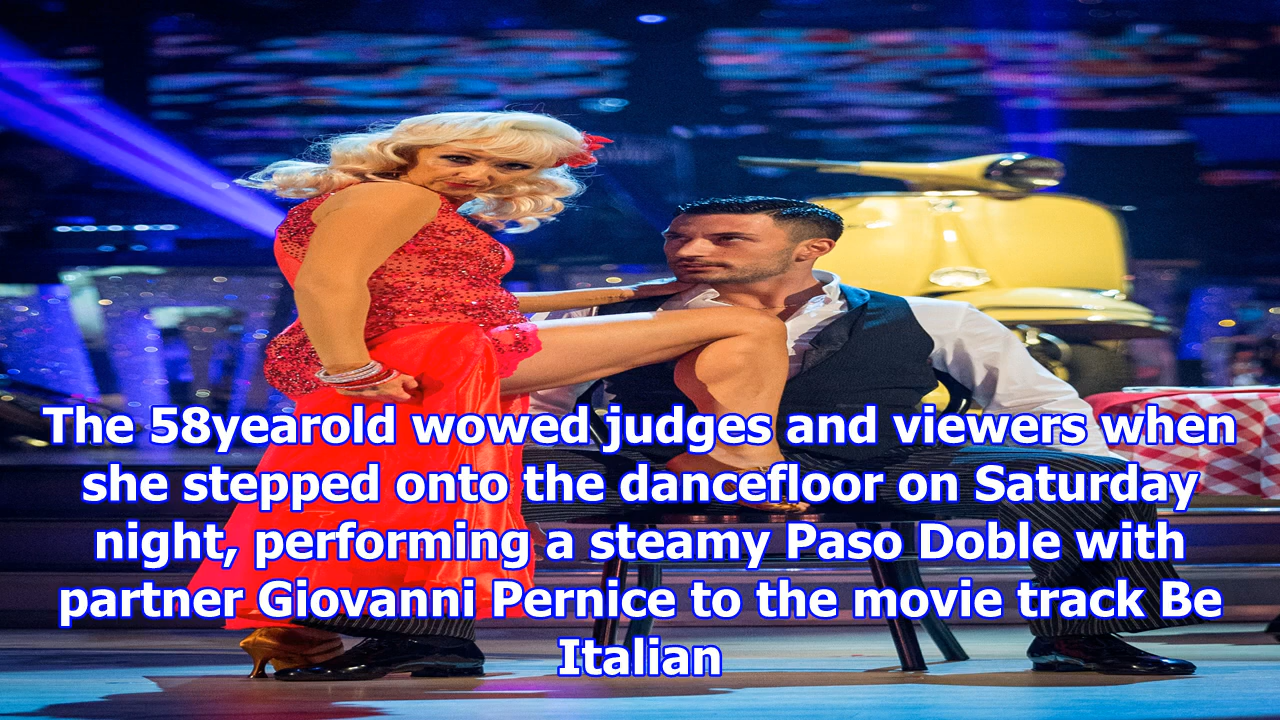 The 58yearold wowed judges and viewers when
she stepped onto the dancefloor on Saturday
night, performing a steamy Paso Doble with
partner Giovanni Pernice to the movie track Be
Italian